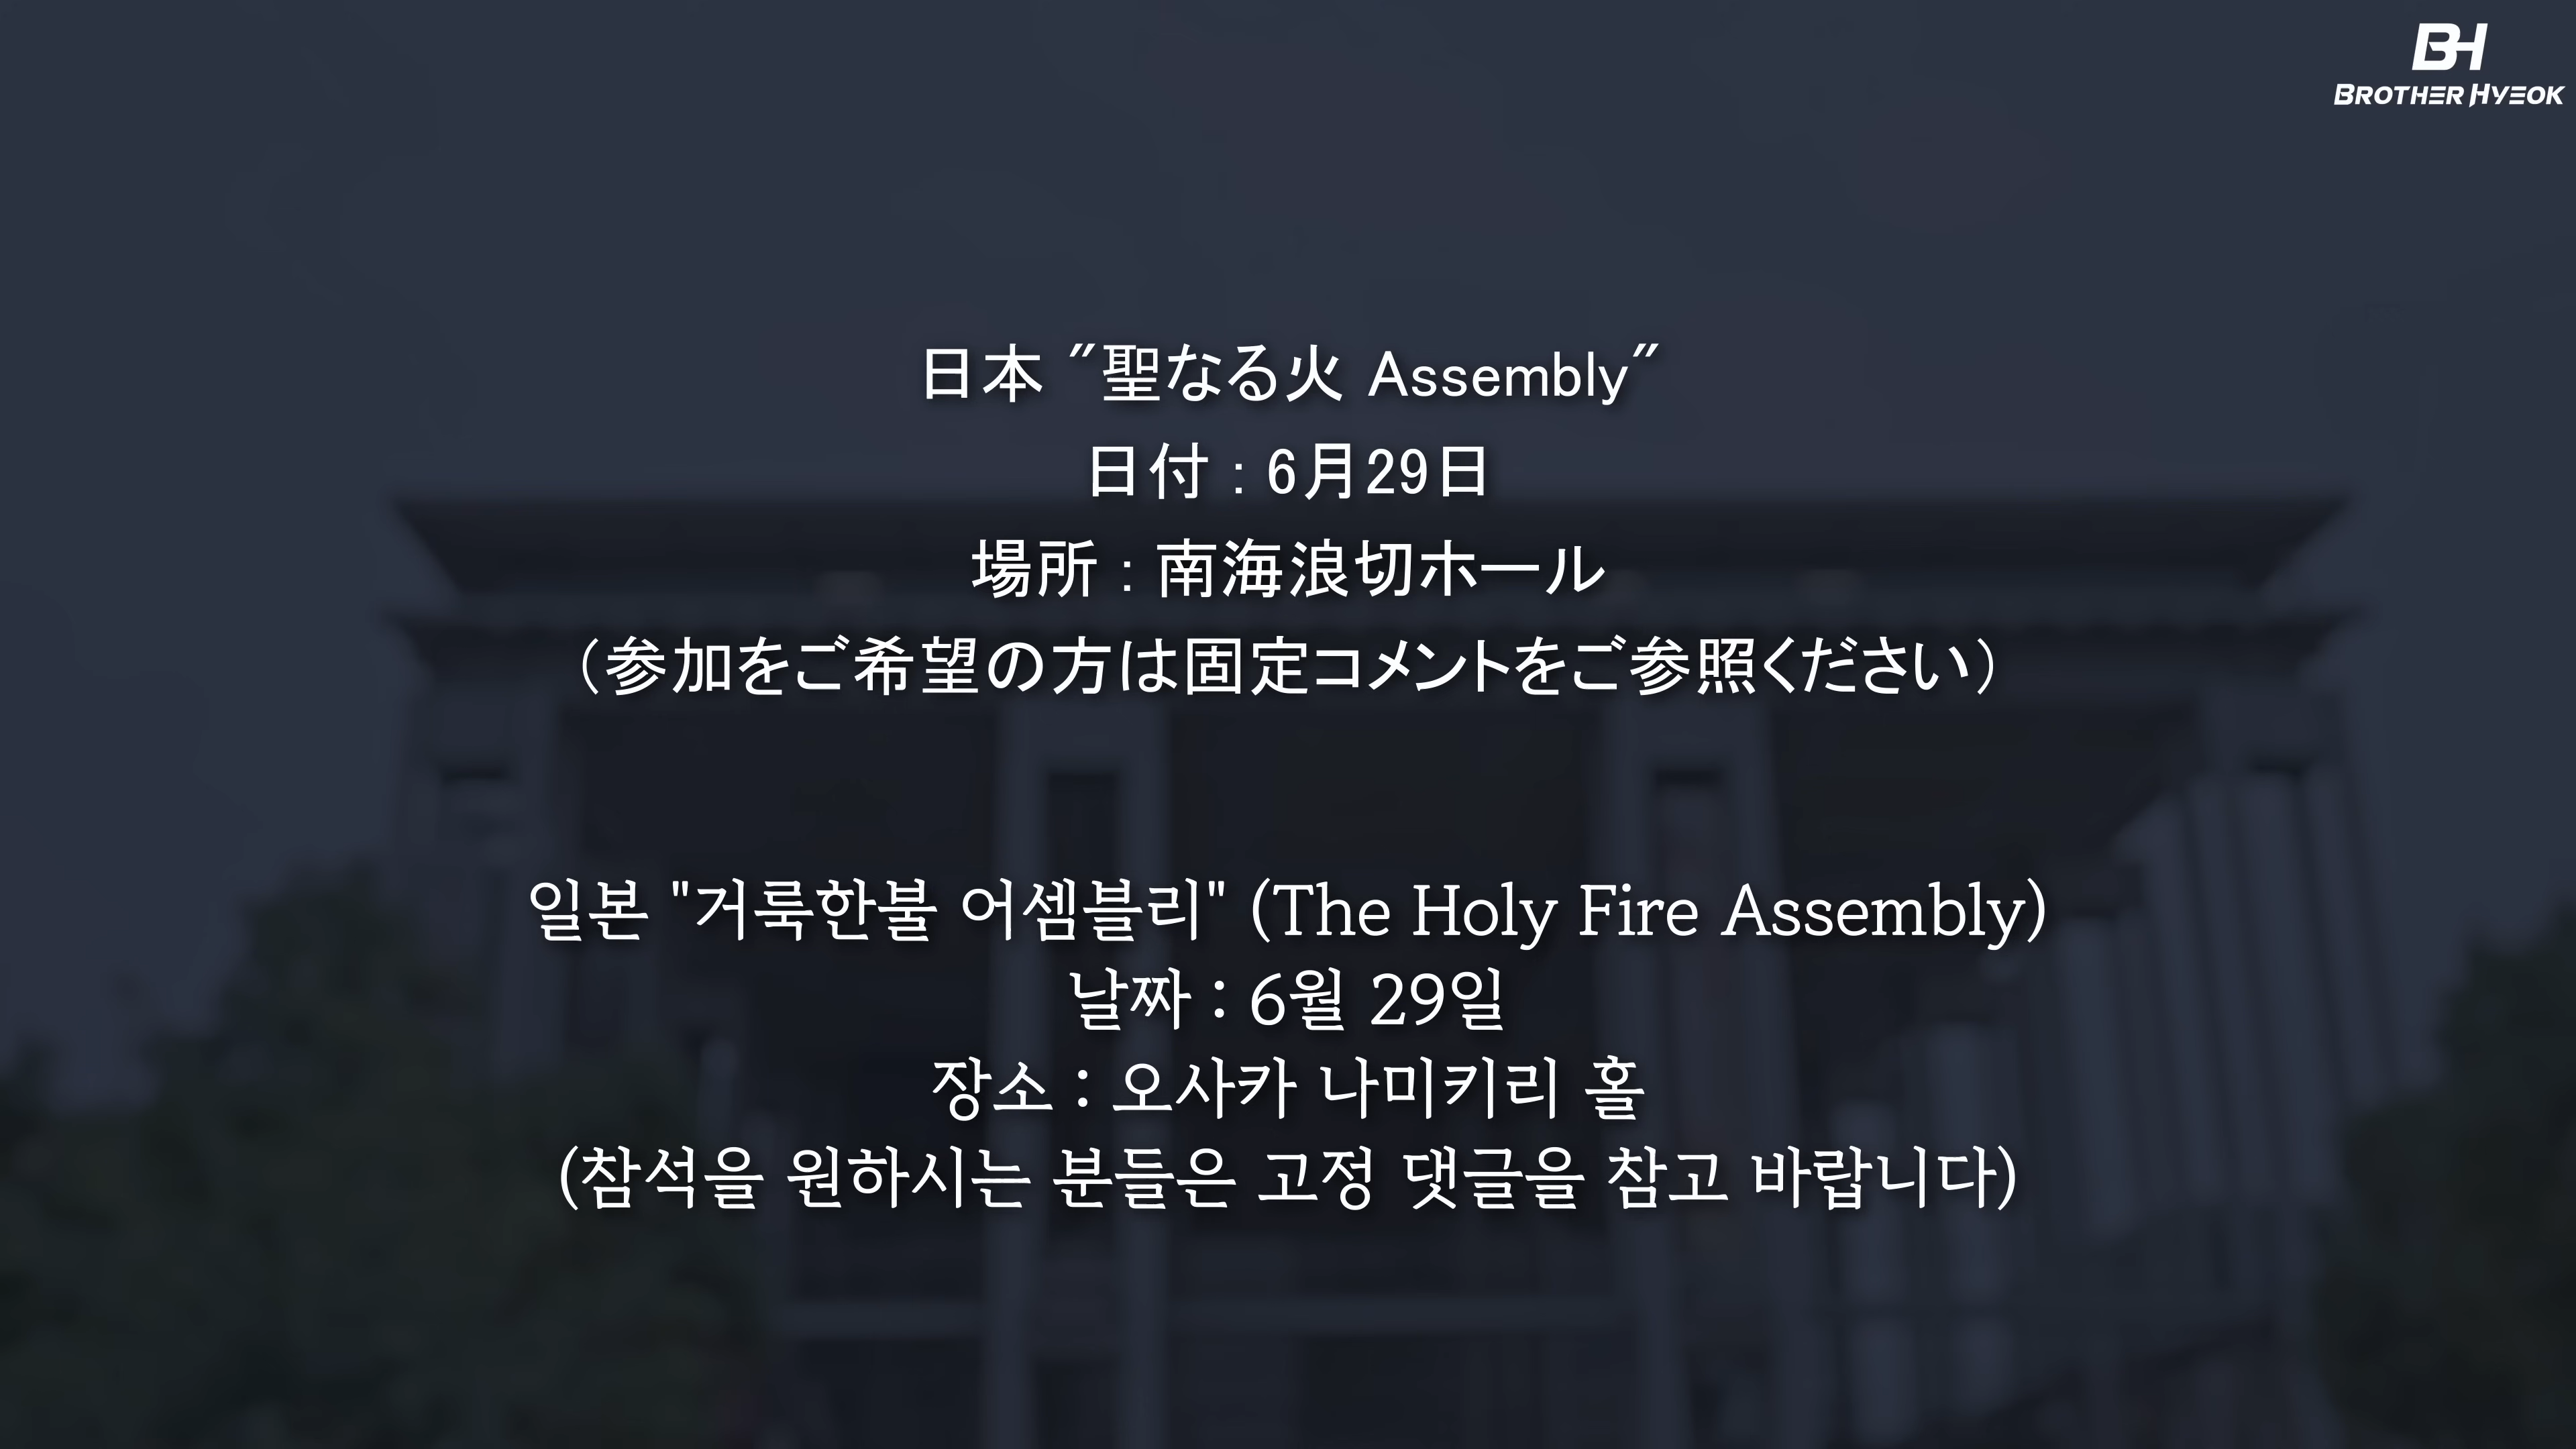 BH
BROTHER HYEOK
日本 "聖なる火 Assembly"
日付 : 6月29日
場所 : 南海浪切ホール
（参加をご希望の方は固定コメントをご参照ください）
일본 "거룩한불 어셈블리" (The Holy Fire Assembly)
날짜 : 6월 29일
장소 : 오사카 나미키리 홀
(참석을 원하시는 분들은 고정 댓글을 참고 바랍니다)